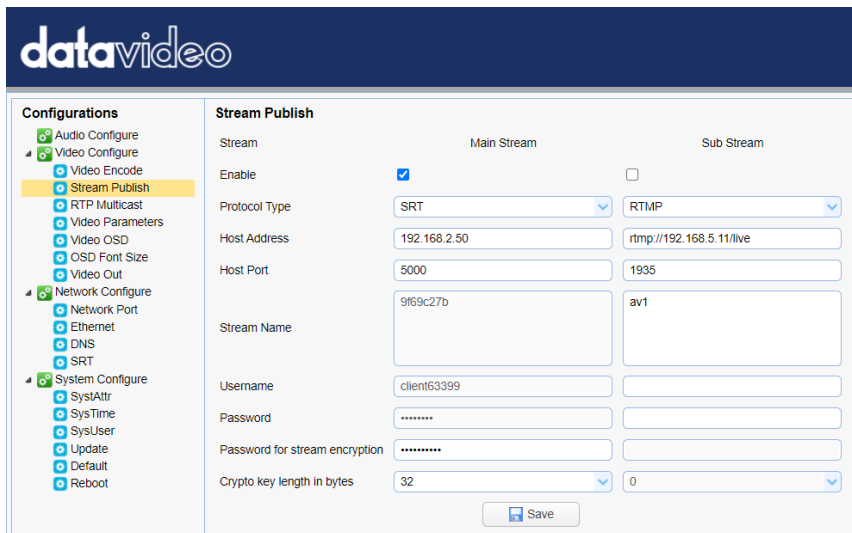 datavideo
Configurations
Audio Configure
Video Configure
Video Encode
Stream Publish
RTP Multicast
Video Parameters
Video OSD
OSD Font Size
Video Out
Network Configure
Network Port
Ethernet
DNS
SRT
System Configure
SystAttr
SysTime
SysUser
Update
Default
Reboot
Stream Publish
Stream Main Stream Sub Stream
Enable
Protocol Type SRT RTMP
Host Address 192.168.2.50 rtmp://192.168.5.11/live
Host Port 5000 1935
Stream Name 9f69c27b av1
Username client63399
Password ••••••••
Password for stream encryption ••••••••••
Crypto key length in bytes 32 0
Save